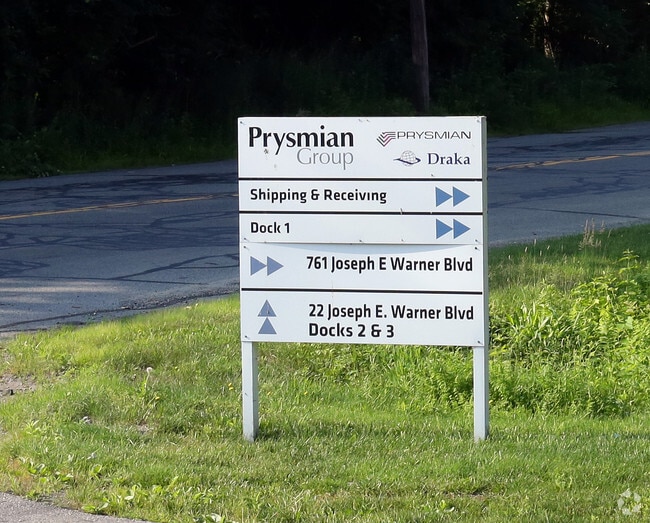 Prysmian
Group
PRYSMIAN
Draka
Shipping & Receiving
Dock 1
761 Joseph E Warner Blvd
22 Joseph E. Warner Blvd
Docks 2 & 3